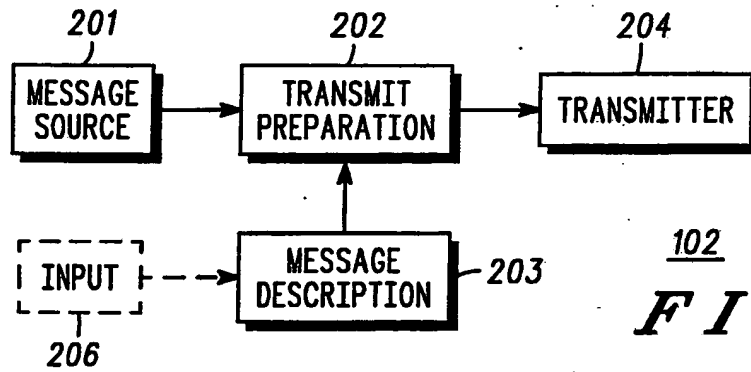 201
202
204
MESSAGE
SOURCE
TRANSMIT
PREPARATION
TRANSMITTER
INPUT
MESSAGE
DESCRIPTION
203
102
206
F I